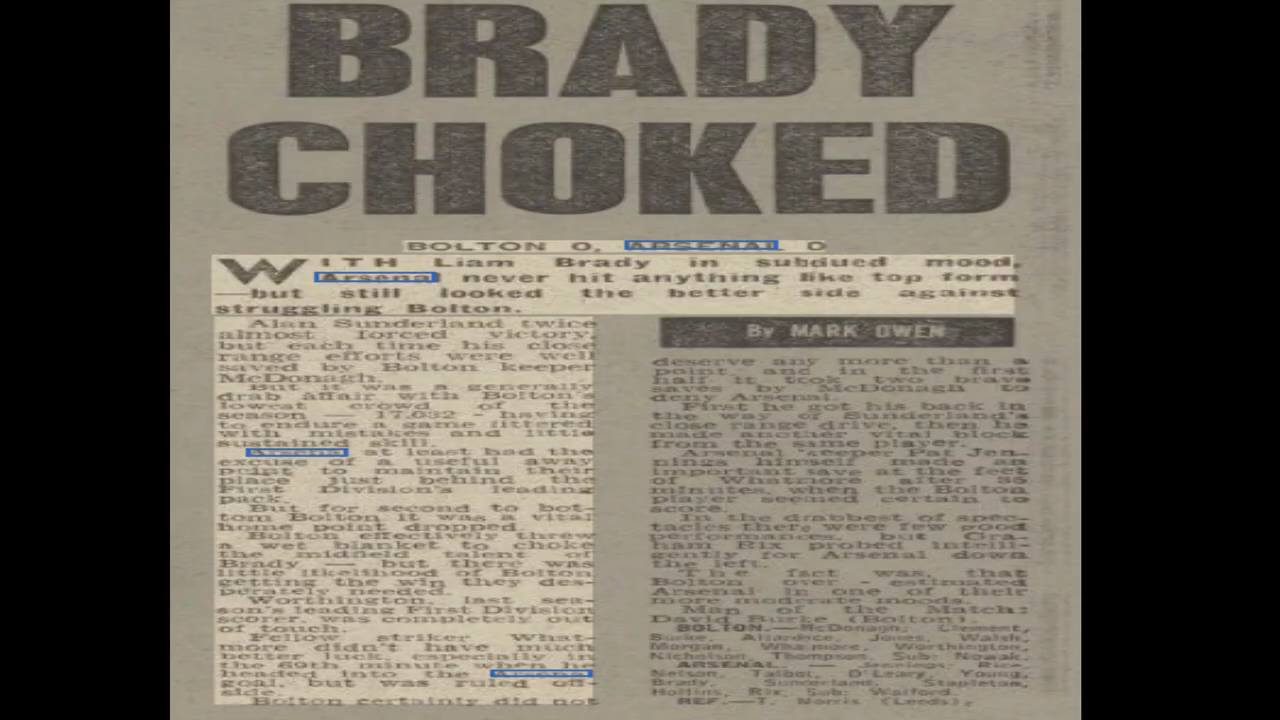 BRADY
CHOKED
BOLTON 0, ARSENAL 0
WITH Liam Brady in subdued mood,
Arsenal never hit anything like top form
—but still looked the better side against
struggling Bolton.
Alan Sunderland twice
almost forced victory,
but each time his close
range efforts were well
saved by Bolton keeper
McDonagh.
But it was a generally
drab affair with Bolton's
lowest crowd of the
season — 17,032 — having
to endure a game littered
with mistakes and little
sustained skill.
Arsenal at least had the
excuse of a useful away
point to maintain their
place just behind the
First Division's leading
pack.
But for second to bot-
tom Bolton it was a vital
home point dropped.
Bolton effectively threw
a wet blanket to choke
the midfield talent of
Brady — but there was
little likelihood of Bolton
getting the win they des-
perately needed.
Worthington, last sea-
son's leading First Division
scorer, was completely out
of touch.
Fellow striker What-
more didn't have much
better luck, especially in
the 69th minute when he
headed into the Arsenal
goal, but was ruled off-
side.
Bolton certainly did not
By MARK OWEN
deserve any more than a
point and in the first
half it took two brave
saves by McDonagh to
deny Arsenal.
First he got his back in
the way of Sunderland's
close range drive, then he
made another vital block
from the same player.
Arsenal keeper Pat Jen-
nings himself made an
important save at the feet
of Whatmore after 35
minutes, when the Bolton
player seemed certain to
score.
In the drabbest of spec-
tacles there were few good
performances, but Gra-
ham Rix probed intelli-
gently for Arsenal down
the left.
The fact was, that
Bolton over - estimated
Arsenal in one of their
more moderate moods.
Man of the Match:
David Burke (Bolton).
BOLTON.—McDonagh, Clement,
Burke, Allardyce, Jones, Walsh,
Morgan, Whatmore, Worthington,
Nicholson, Thompson. Sub: Nowak.
ARSENAL. — Jennings, Rice,
Nelson, Talbot, O'Leary, Young,
Brady, Sunderland, Stapleton,
Hollins, Rix. Sub: Walford.
REF.—T. Morris (Leeds).